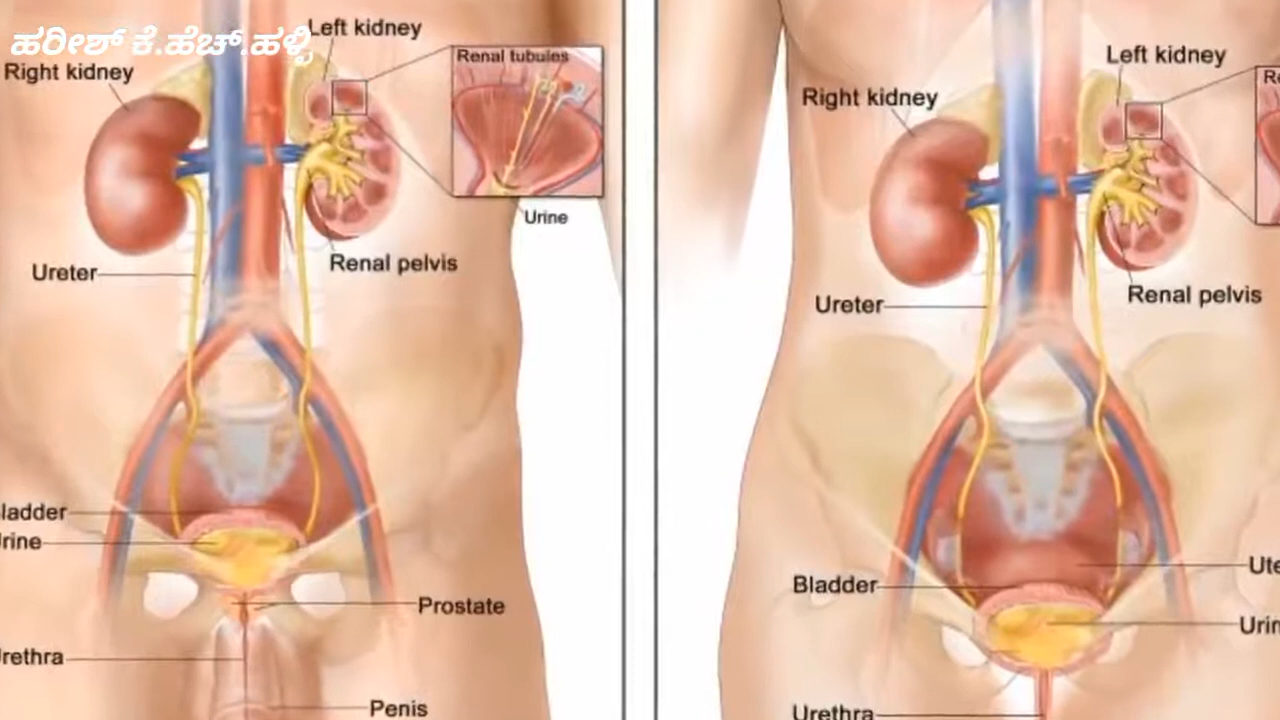 ಹರೀಶ್ ಕೆ.ಹೆಚ್.ಹಳ್ಳಿ
Left kidney
Right kidney
Renal tubules
Urine
Renal pelvis
Ureter
ladder
rine
Prostate
rethra
Penis
Left kidney
Right kidney
Re
Renal pelvis
Ureter
Bladder
Ute
Urin
Urethra